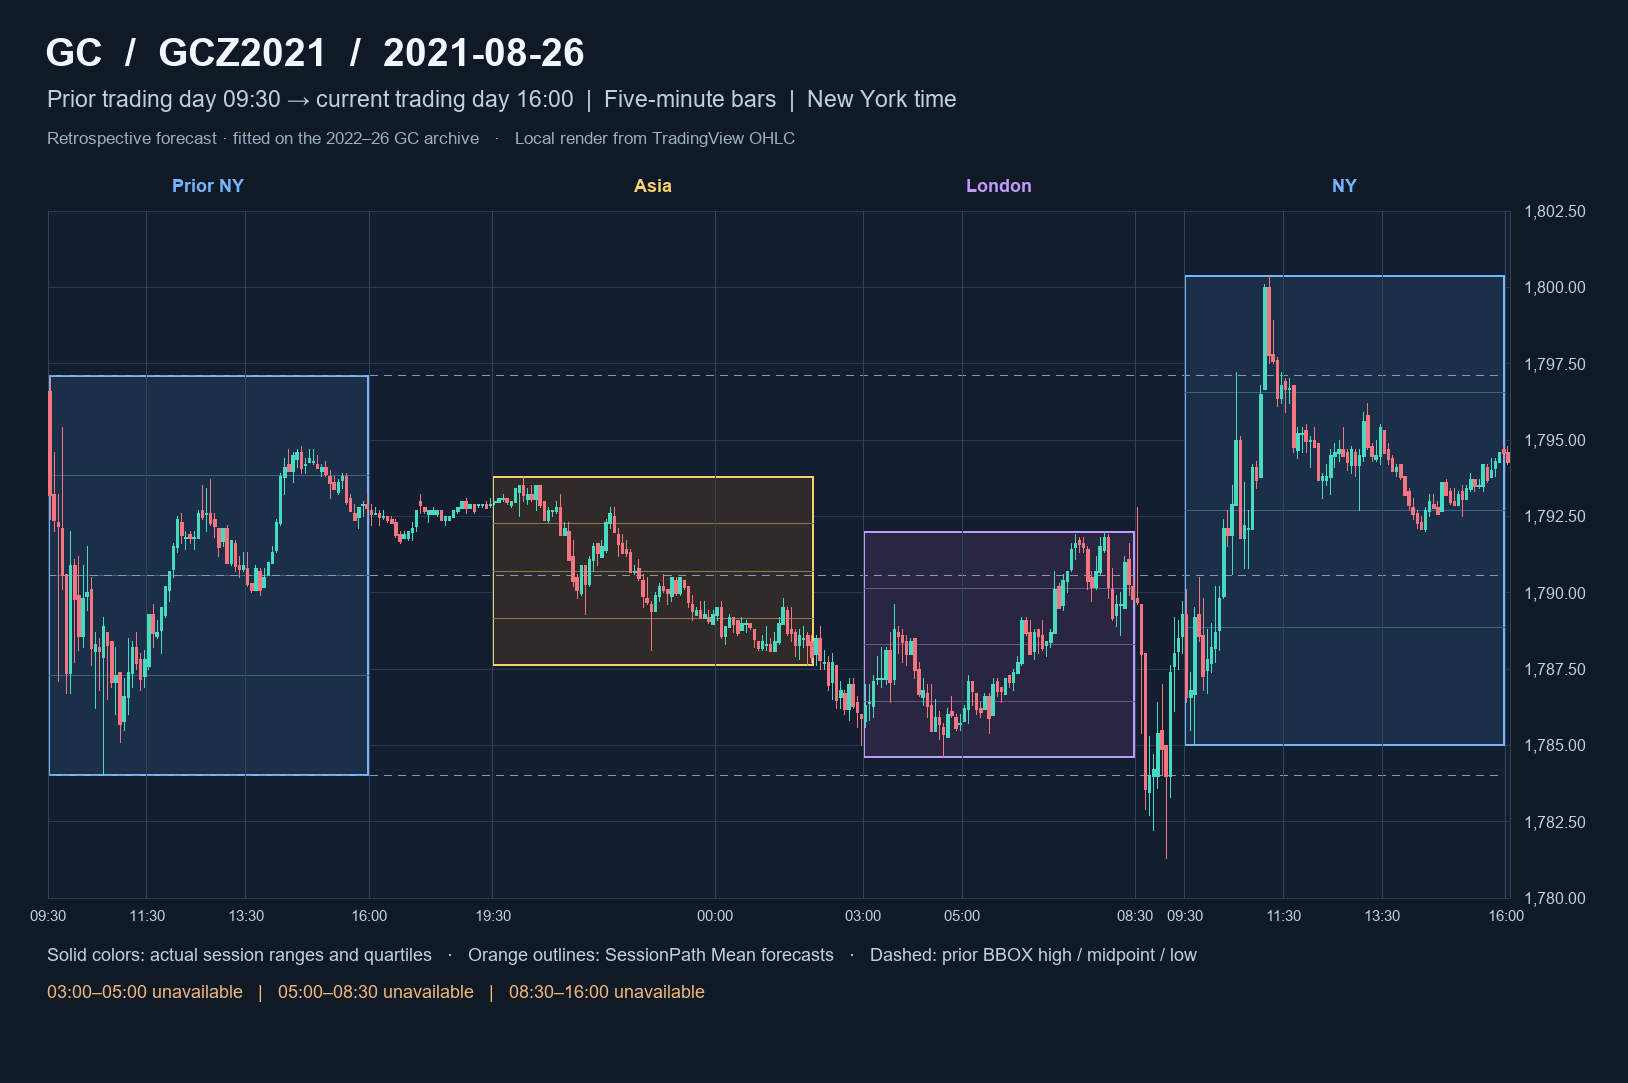 GC / GCZ2021 / 2021-08-26
Prior trading day 09:30 → current trading day 16:00 | Five-minute bars | New York time
Retrospective forecast · fitted on the 2022–26 GC archive · Local render from TradingView OHLC
Prior NY Asia London NY
1,802.50
1,800.00
1,797.50
1,795.00
1,792.50
1,790.00
1,787.50
1,785.00
1,782.50
1,780.00
09:30 11:30 13:30 16:00 19:30 00:00 03:00 05:00 08:30 09:30 11:30 13:30 16:00
Solid colors: actual session ranges and quartiles · Orange outlines: SessionPath Mean forecasts · Dashed: prior BBOX high / midpoint / low
03:00–05:00 unavailable | 05:00–08:30 unavailable | 08:30–16:00 unavailable